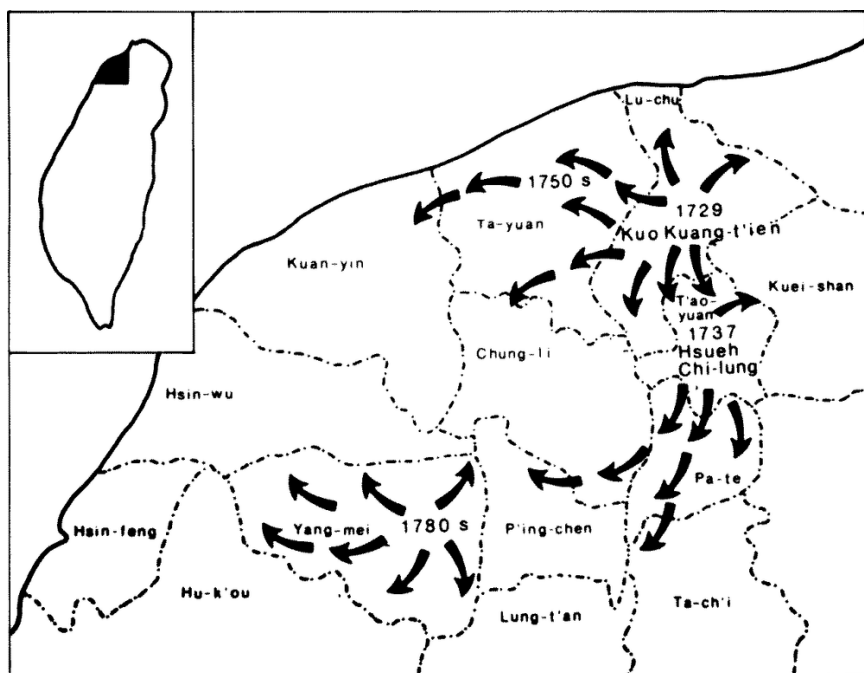 Lu-chu
1750 s
1729
Ta-yuan
Kuo Kuang-t'ien
Kuan-yin
Kuei-shan
T'ao-
yuan
1737
Chung-li
Hsueh
Chi-lung
Hsin-wu
Pa-te
Hsin-feng
Yang-mei
1780 s
P'ing-chen
Hu-k'ou
Lung-t'an
Ta-ch'i